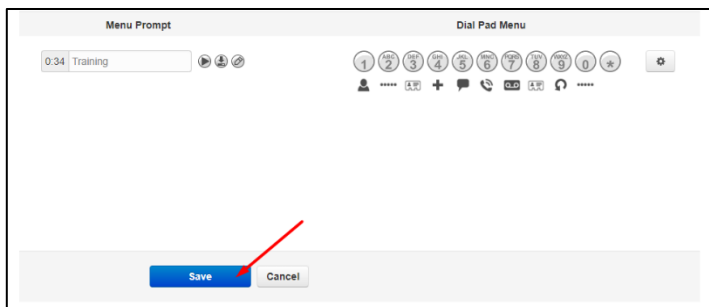 Menu Prompt Dial Pad Menu
0:34 Training
1 ABC 2 DEF 3 GHI 4 JKL 5 MNO 6 PQRS 7 TUV 8 WXYZ 9 0 *
Save Cancel